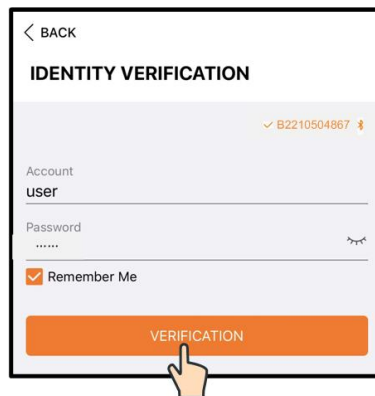 BACK
IDENTITY VERIFICATION
B2210504867
Account
user
Password
......
Remember Me
VERIFICATION